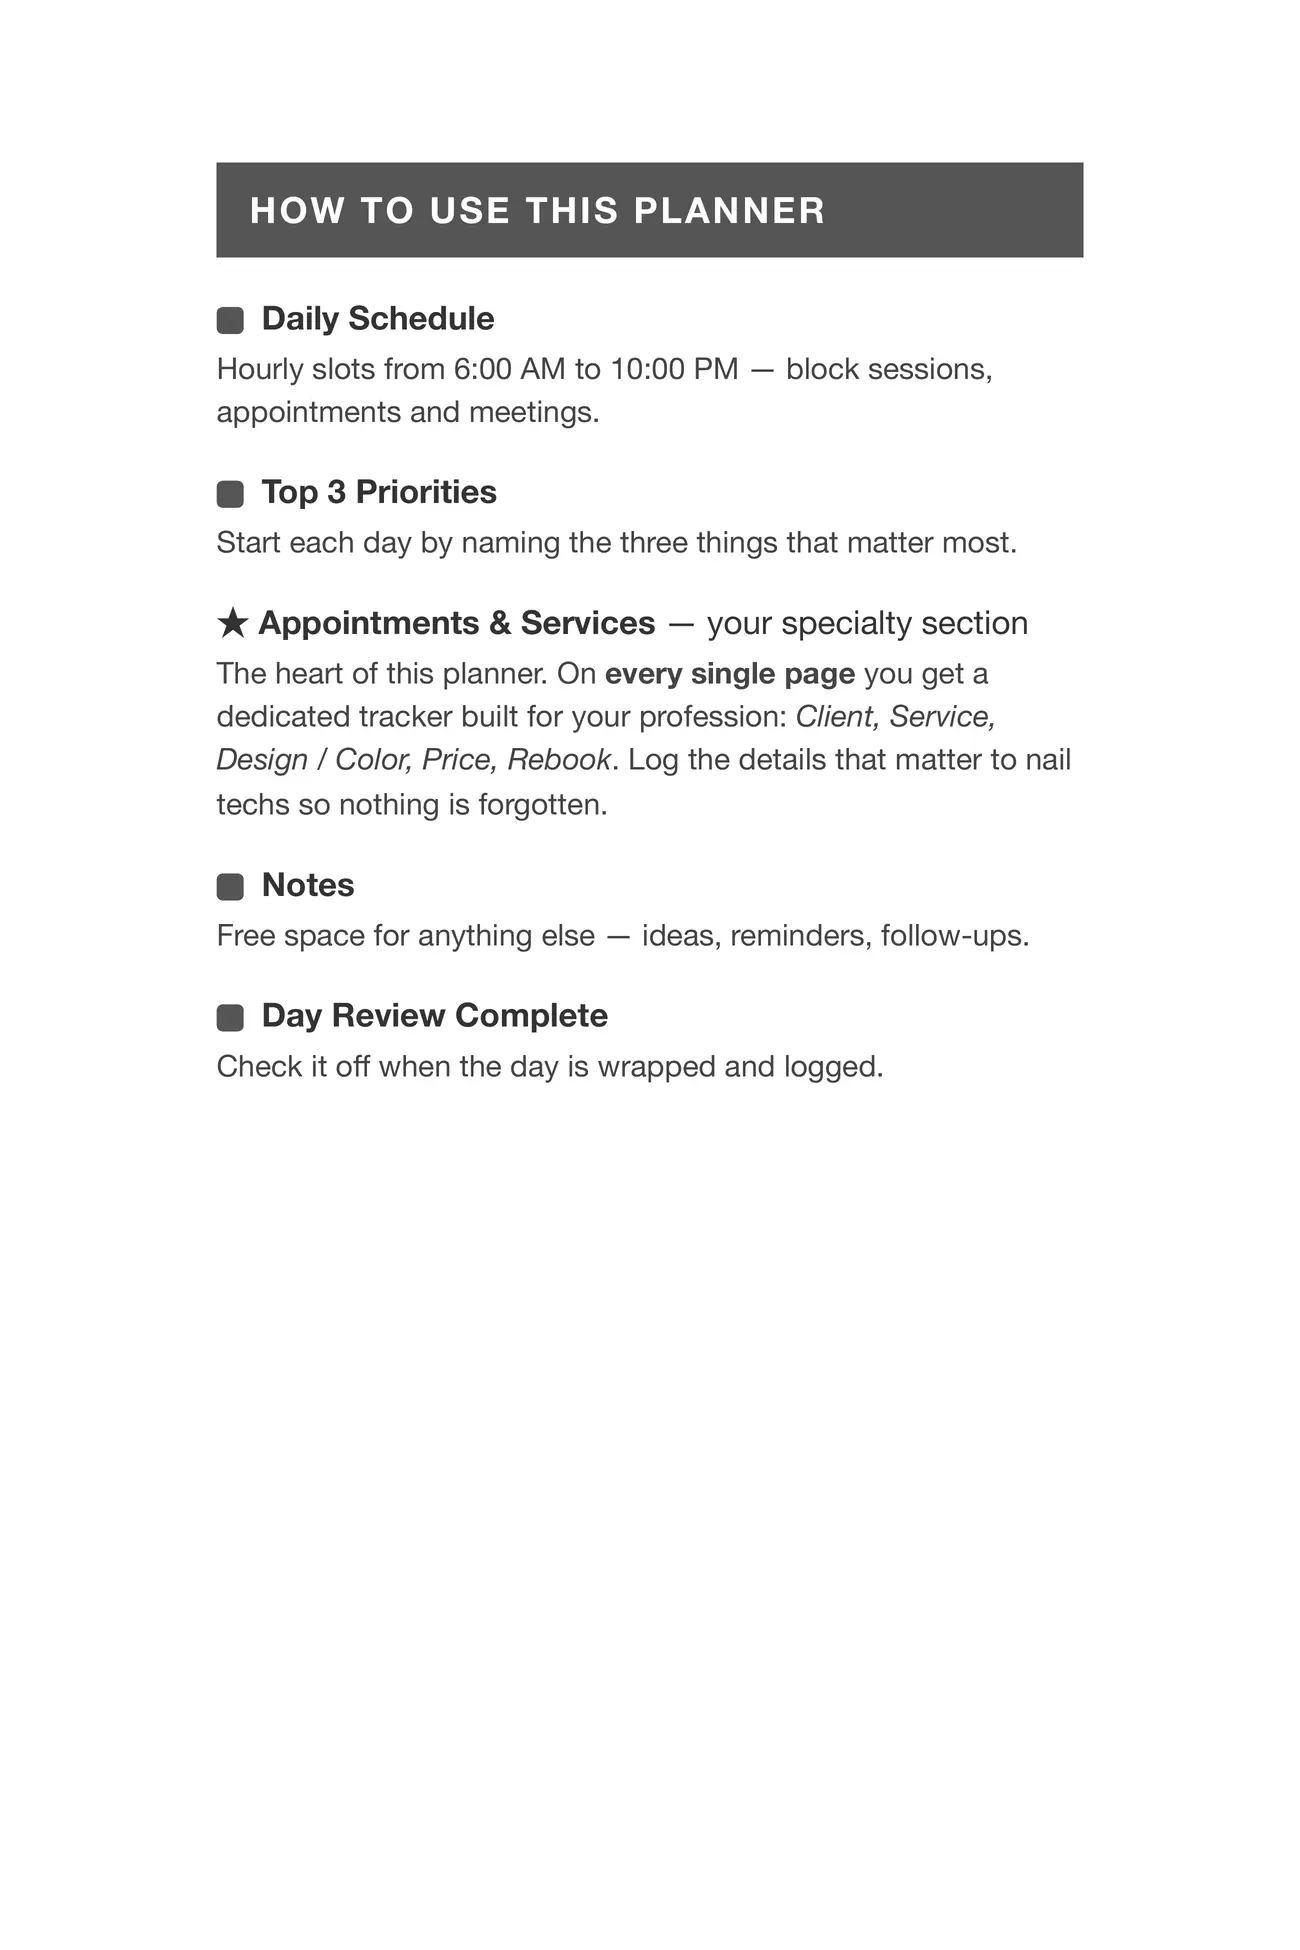 HOW TO USE THIS PLANNER
Daily Schedule
Hourly slots from 6:00 AM to 10:00 PM — block sessions,
appointments and meetings.
Top 3 Priorities
Start each day by naming the three things that matter most.
★ Appointments & Services — your specialty section
The heart of this planner. On every single page you get a
dedicated tracker built for your profession: Client, Service,
Design / Color, Price, Rebook. Log the details that matter to nail
techs so nothing is forgotten.
Notes
Free space for anything else — ideas, reminders, follow-ups.
Day Review Complete
Check it off when the day is wrapped and logged.